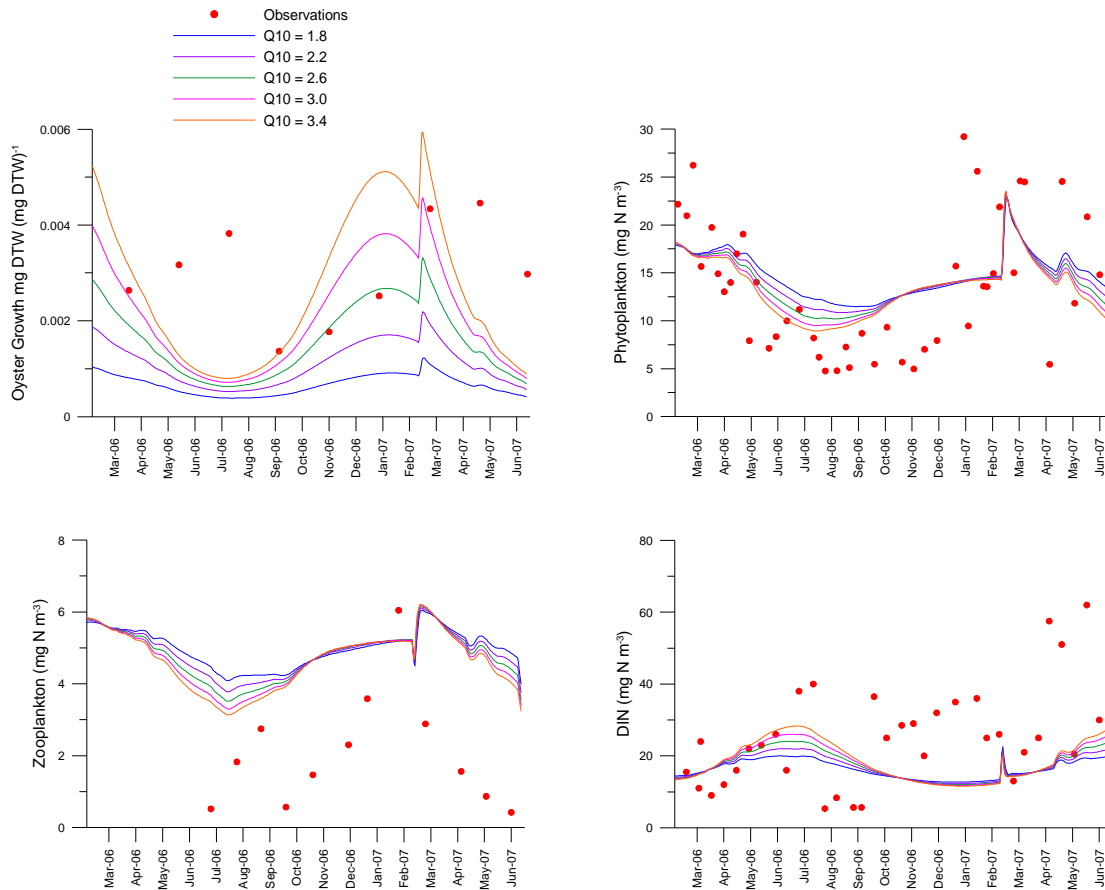 Observations
Q10 = 1.8
Q10 = 2.2
Q10 = 2.6
Q10 = 3.0
Q10 = 3.4
Oyster Growth mg DTW (mg DTW)-1
0.006
0.004
0.002
0
Mar-06
Apr-06
May-06
Jun-06
Jul-06
Aug-06
Sep-06
Oct-06
Nov-06
Dec-06
Jan-07
Feb-07
Mar-07
Apr-07
May-07
Jun-07
Phytoplankton (mg N m-3)
30
25
20
15
10
5
0
Mar-06
Apr-06
May-06
Jun-06
Jul-06
Aug-06
Sep-06
Oct-06
Nov-06
Dec-06
Jan-07
Feb-07
Mar-07
Apr-07
May-07
Jun-07
Zooplankton (mg N m-3)
8
6
4
2
0
Mar-06
Apr-06
May-06
Jun-06
Jul-06
Aug-06
Sep-06
Oct-06
Nov-06
Dec-06
Jan-07
Feb-07
Mar-07
Apr-07
May-07
Jun-07
DIN (mg N m-3)
80
60
40
20
0
Mar-06
Apr-06
May-06
Jun-06
Jul-06
Aug-06
Sep-06
Oct-06
Nov-06
Dec-06
Jan-07
Feb-07
Mar-07
Apr-07
May-07
Jun-07